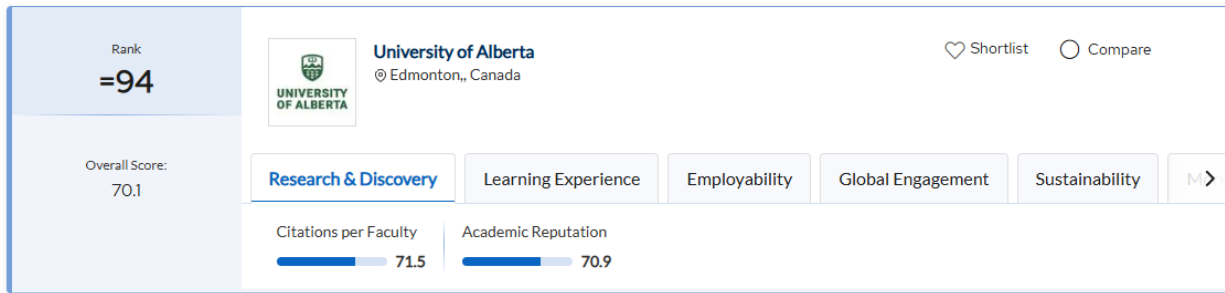 Rank
=94
Overall Score:
70.1
UNIVERSITY
OF ALBERTA
University of Alberta
Edmonton,, Canada
Shortlist
Compare
Research & Discovery
Learning Experience
Employability
Global Engagement
Sustainability
Citations per Faculty
71.5
Academic Reputation
70.9